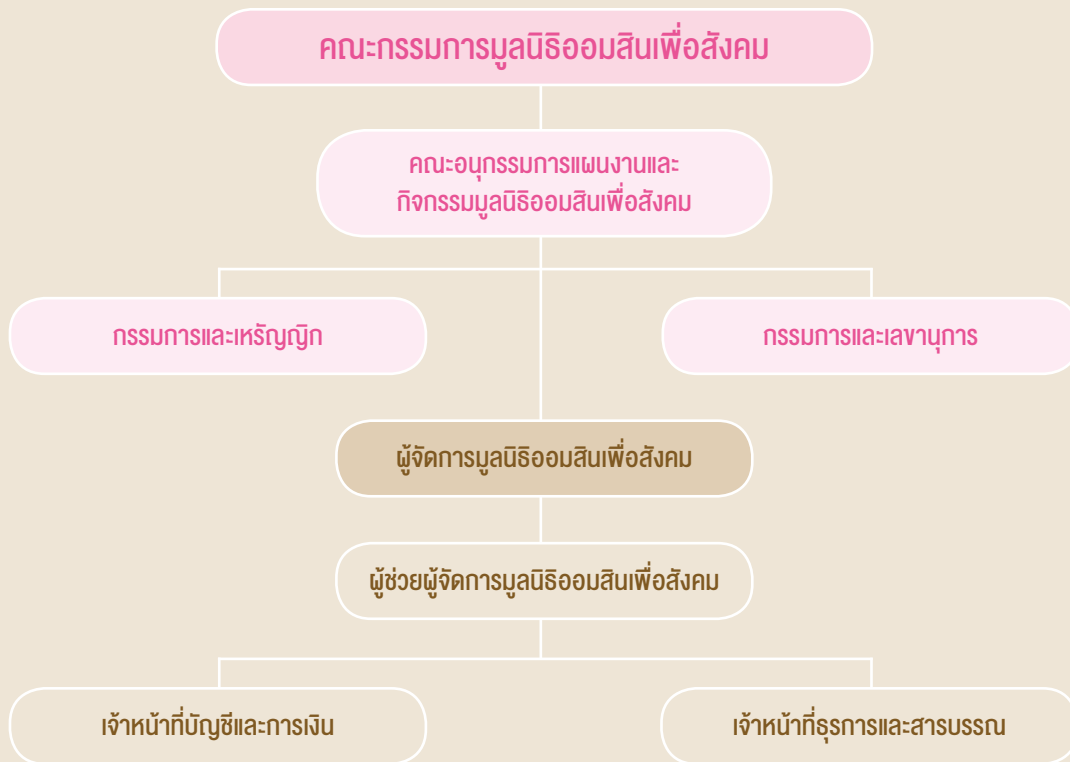 คณะกรรมการมูลนิธิออมสินเพื่อสังคม
คณะอนุกรรมการแผนงานและ
กิจกรรมมูลนิธิออมสินเพื่อสังคม
กรรมการและเหรัญญิก
กรรมการและเลขานุการ
ผู้จัดการมูลนิธิออมสินเพื่อสังคม
ผู้ช่วยผู้จัดการมูลนิธิออมสินเพื่อสังคม
เจ้าหน้าที่บัญชีและการเงิน
เจ้าหน้าที่ธุรการและสารบรรณ